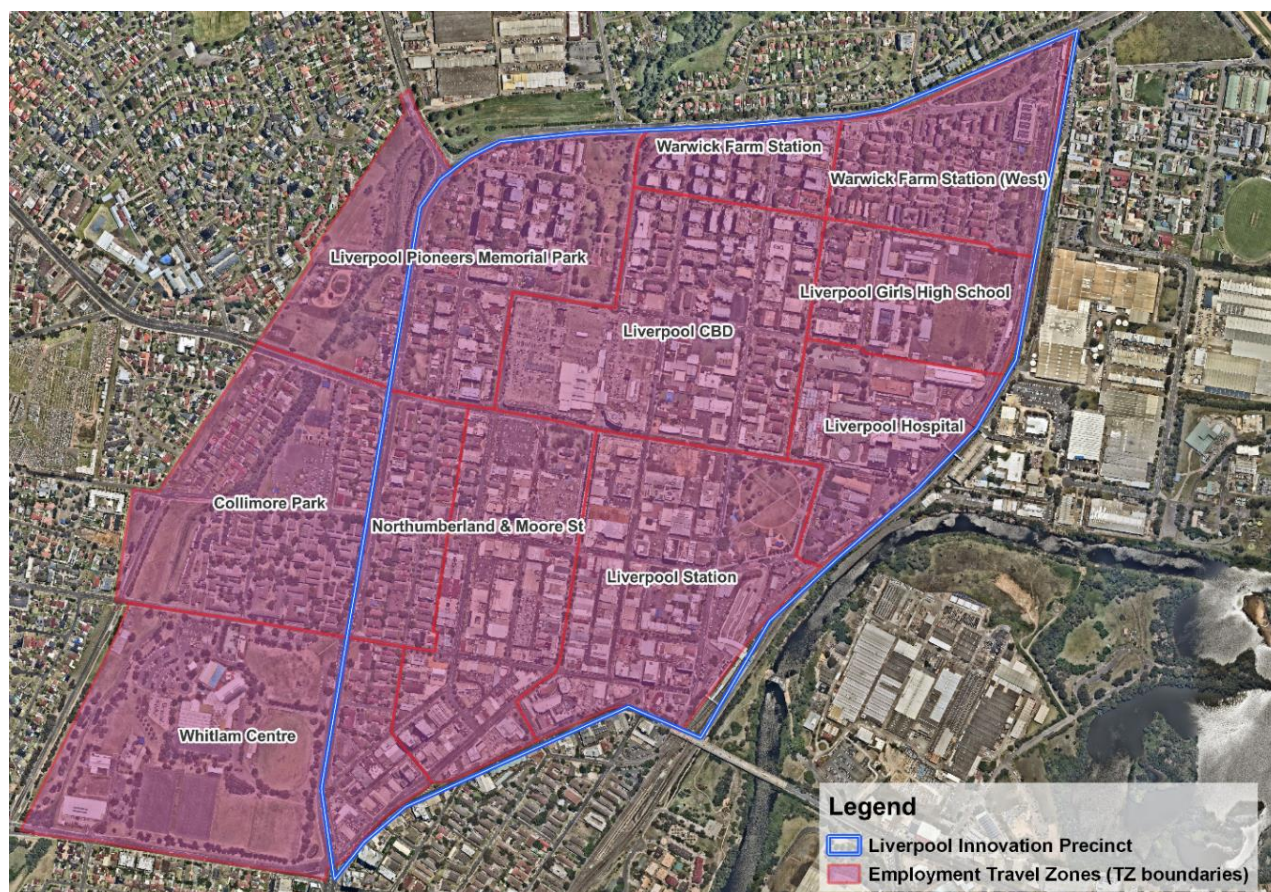 Warwick Farm Station
Warwick Farm Station (West)
Liverpool Pioneers Memorial Park
Liverpool Girls High School
Liverpool CBD
Liverpool Hospital
Collimore Park
Northumberland & Moore St
Liverpool Station
Whitlam Centre
Legend
Liverpool Innovation Precinct
Employment Travel Zones (TZ boundaries)